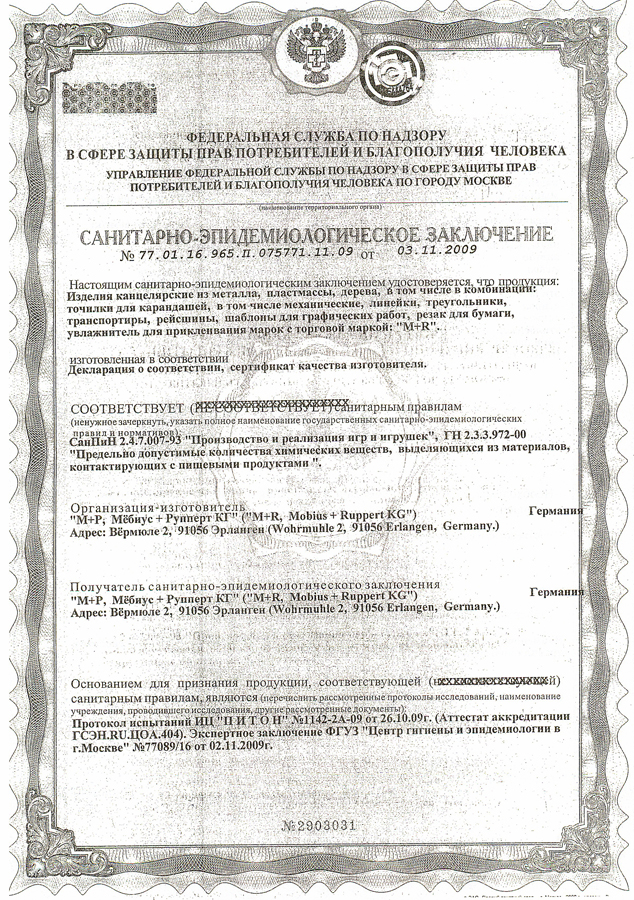 ФЕДЕРАЛЬНАЯ СЛУЖБА ПО НАДЗОРУ
В СФЕРЕ ЗАЩИТЫ ПРАВ ПОТРЕБИТЕЛЕЙ И БЛАГОПОЛУЧИЯ ЧЕЛОВЕКА
УПРАВЛЕНИЕ ФЕДЕРАЛЬНОЙ СЛУЖБЫ ПО НАДЗОРУ В СФЕРЕ ЗАЩИТЫ ПРАВ
ПОТРЕБИТЕЛЕЙ И БЛАГОПОЛУЧИЯ ЧЕЛОВЕКА ПО ГОРОДУ МОСКВЕ
(наименование территориального органа)
САНИТАРНО-ЭПИДЕМИОЛОГИЧЕСКОЕ ЗАКЛЮЧЕНИЕ
№ 77.01.16.965.П.075771.11.09 от 03.11.2009
Настоящим санитарно-эпидемиологическим заключением удостоверяется, что продукция:
Изделия канцелярские из металла, пластмассы, дерева, в том числе в комбинации:
точилки для карандашей, в том числе механические, линейки, треугольники,
транспортиры, рейсшины, шаблоны для графических работ, резак для бумаги,
увлажнитель для приклеивания марок с торговой маркой: "M+R".
изготовленная в соответствии
Декларация о соответствии, сертификат качества изготовителя.
СООТВЕТСТВУЕТ (НЕ СООТВЕТСТВУЕТ) санитарным правилам
(ненужное зачеркнуть, указать полное наименование государственных санитарно-эпидемиологических
правил и нормативов):
СанПиН 2.4.7.007-93 "Производство и реализация игр и игрушек", ГН 2.3.3.972-00
"Предельно допустимые количества химических веществ, выделяющихся из материалов,
контактирующих с пищевыми продуктами ".
Организация-изготовитель
"М+Р, Мёбиус + Рупперт КГ" ("M+R, Mobius + Ruppert KG") Германия
Адрес: Вёрмюле 2, 91056 Эрланген (Wohrmuhle 2, 91056 Erlangen, Germany.)
Получатель санитарно-эпидемиологического заключения
"М+Р, Мёбиус + Рупперт КГ" ("M+R, Mobius + Ruppert KG") Германия
Адрес: Вёрмюле 2, 91056 Эрланген (Wohrmuhle 2, 91056 Erlangen, Germany.)
Основанием для признания продукции, соответствующей
санитарным правилам, являются (перечислить рассмотренные протоколы исследований, наименование
учреждения, проводившего исследования, другие рассмотренные документы):
Протокол испытаний ИЦ "П И Т О Н" №1142-2А-09 от 26.10.09г. (Аттестат аккредитации
ГСЭН.RU.ЦОА.404). Экспертное заключение ФГУЗ "Центр гигиены и эпидемиологии в
г.Москве" №77089/16 от 02.11.2009г.
№2903031